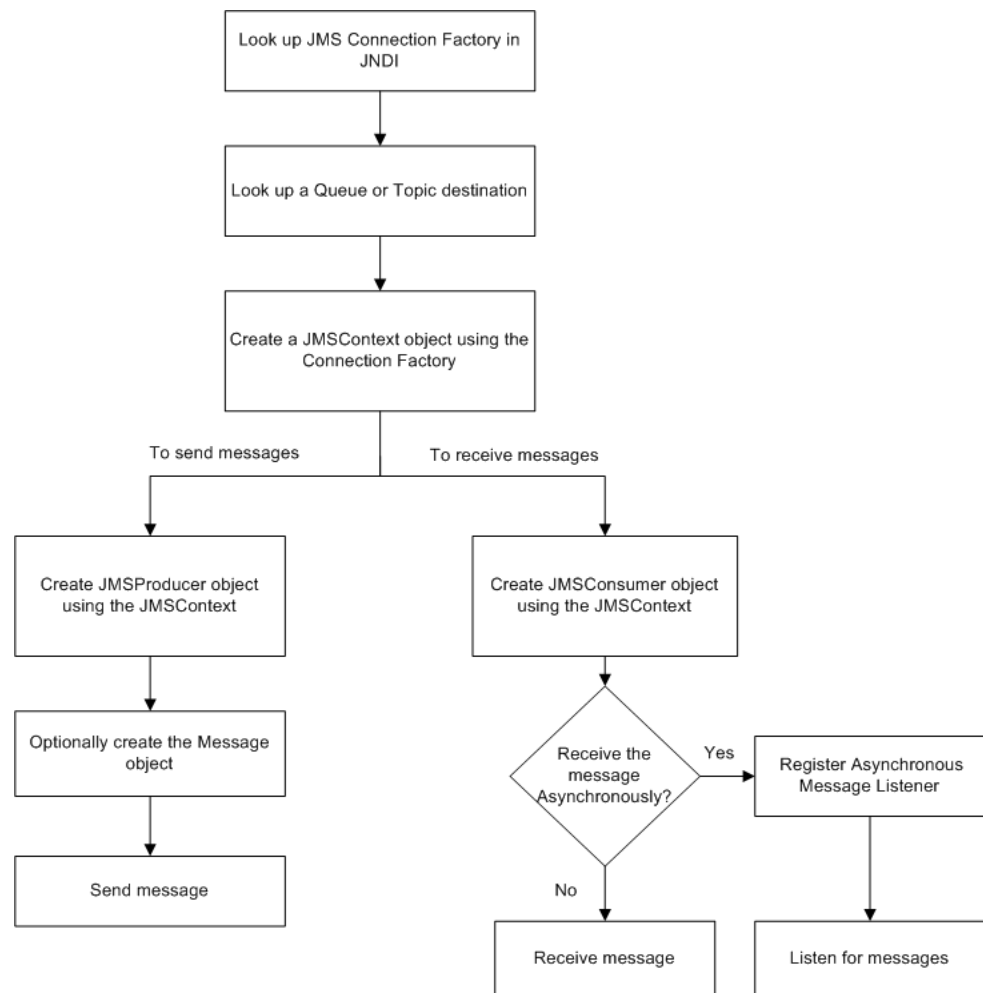 Look up JMS Connection Factory in
JNDI
Look up a Queue or Topic destination
Create a JMSContext object using the
Connection Factory
To send messages
To receive messages
Create JMSProducer object
using the JMSContext
Create JMSConsumer object
using the JMSContext
Optionally create the Message
object
Receive the
message
Asynchronously?
Yes
Register Asynchronous
Message Listener
Send message
No
Receive message
Listen for messages